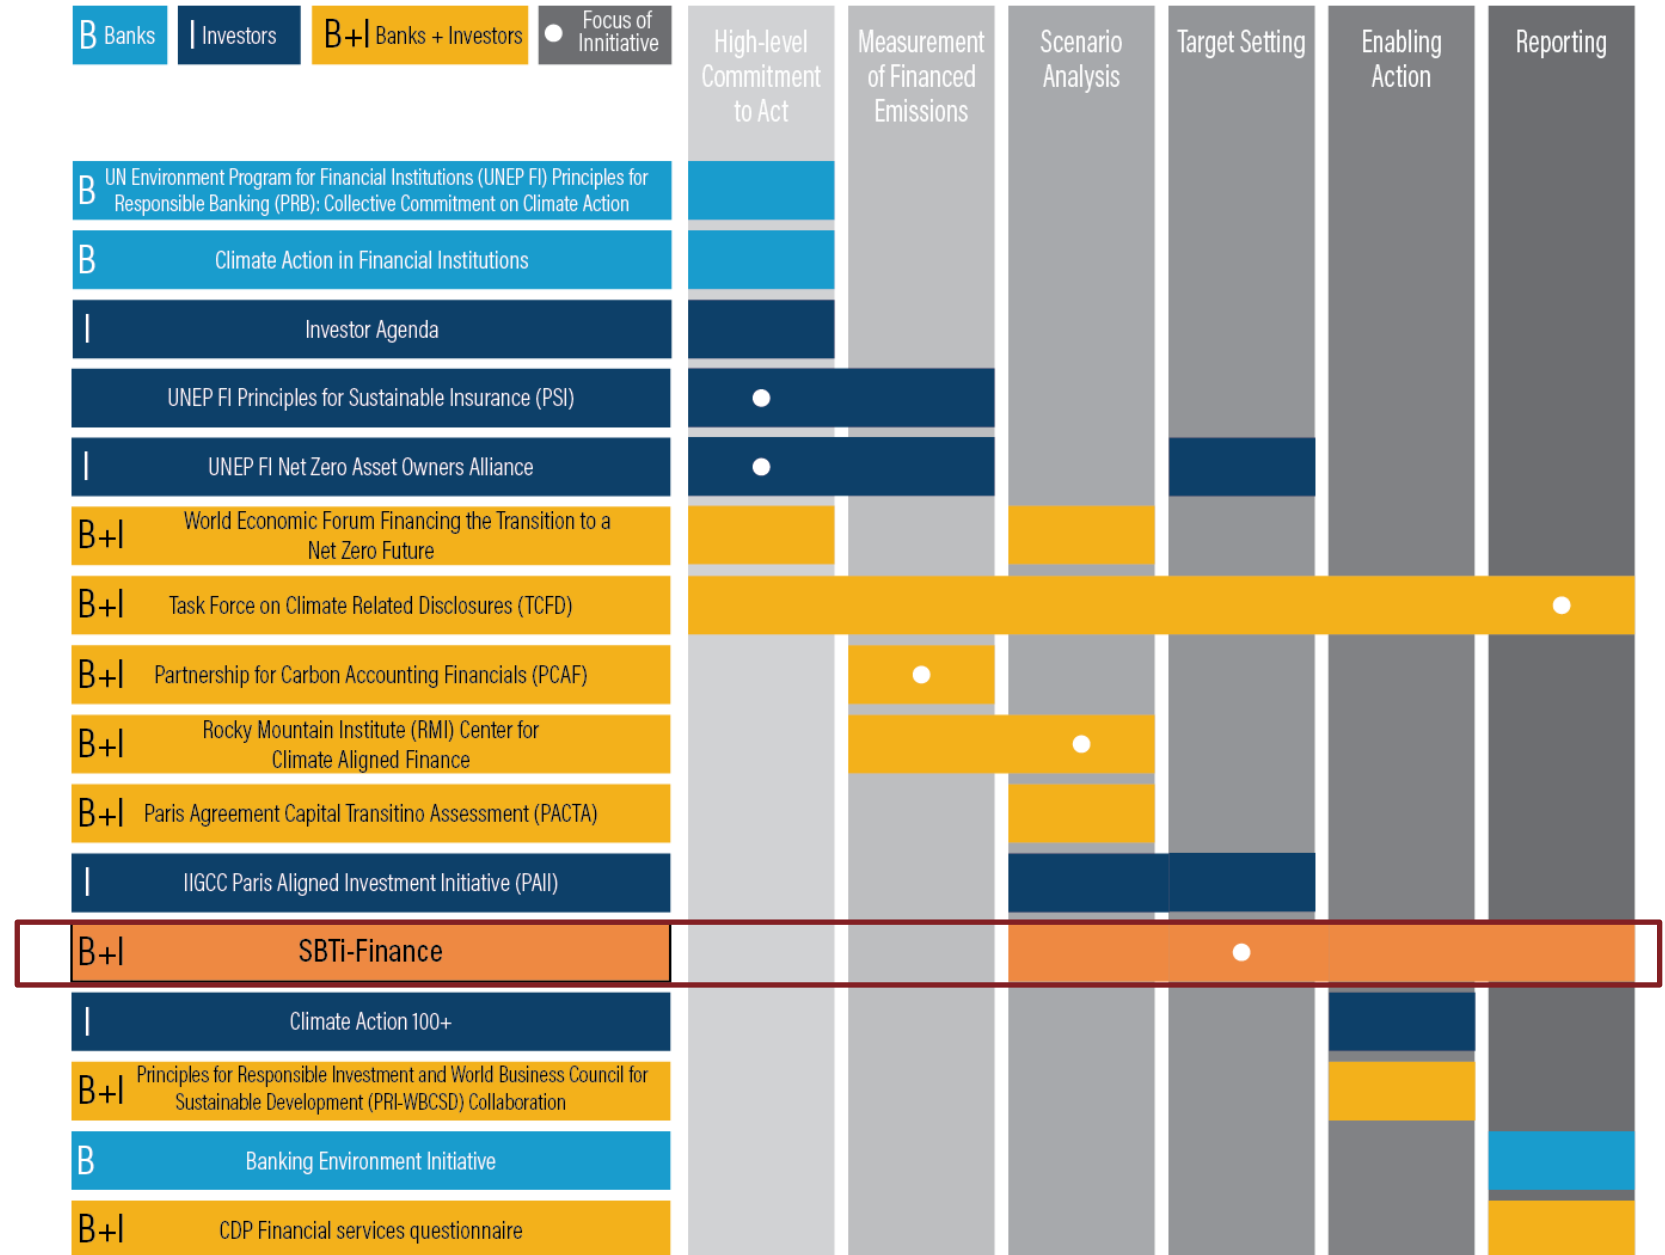 B Banks
I Investors
B+I Banks + Investors
Focus of
Innitiative
High-level
Commitment
to Act
Measurement
of Financed
Emissions
Scenario
Analysis
Target Setting
Enabling
Action
Reporting
B UN Environment Program for Financial Institutions (UNEP FI) Principles for
Responsible Banking (PRB): Collective Commitment on Climate Action
B Climate Action in Financial Institutions
I Investor Agenda
UNEP FI Principles for Sustainable Insurance (PSI)
I UNEP FI Net Zero Asset Owners Alliance
B+I World Economic Forum Financing the Transition to a
Net Zero Future
B+I Task Force on Climate Related Disclosures (TCFD)
B+I Partnership for Carbon Accounting Financials (PCAF)
B+I Rocky Mountain Institute (RMI) Center for
Climate Aligned Finance
B+I Paris Agreement Capital Transitino Assessment (PACTA)
I IIGCC Paris Aligned Investment Initiative (PAII)
B+I SBTi-Finance
I Climate Action 100+
B+I Principles for Responsible Investment and World Business Council for
Sustainable Development (PRI-WBCSD) Collaboration
B Banking Environment Initiative
B+I CDP Financial services questionnaire